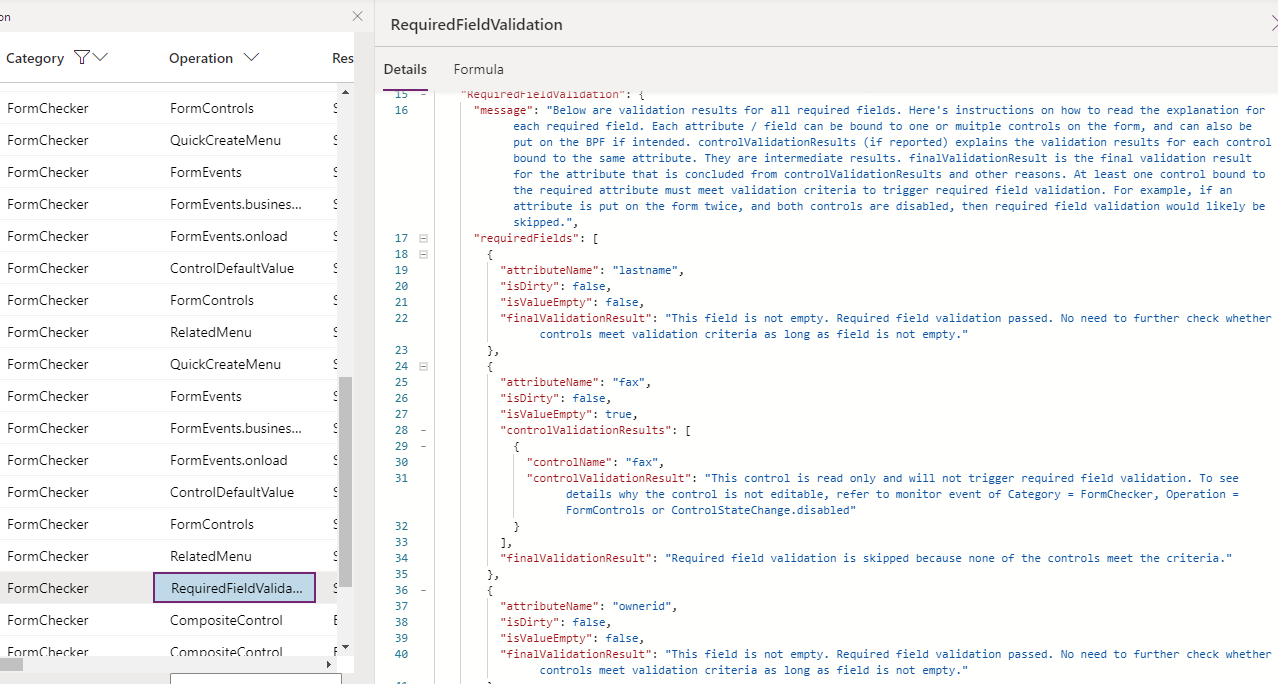 on
Category
Operation
Res
FormChecker FormControls S
FormChecker QuickCreateMenu S
FormChecker FormEvents S
FormChecker FormEvents.busines... S
FormChecker FormEvents.onload S
FormChecker ControlDefaultValue S
FormChecker FormControls S
FormChecker RelatedMenu S
FormChecker QuickCreateMenu S
FormChecker FormEvents S
FormChecker FormEvents.busines... S
FormChecker FormEvents.onload S
FormChecker ControlDefaultValue S
FormChecker FormControls S
FormChecker RelatedMenu S
FormChecker RequiredFieldValida... S
FormChecker CompositeControl E
FormChecker CompositeControl
RequiredFieldValidation
Details Formula
15 "RequiredFieldValidation": {
16 "message": "Below are validation results for all required fields. Here's instructions on how to read the explanation for
each required field. Each attribute / field can be bound to one or muitple controls on the form, and can also be
put on the BPF if intended. controlValidationResults (if reported) explains the validation results for each control
bound to the same attribute. They are intermediate results. finalValidationResult is the final validation result
for the attribute that is concluded from controlValidationResults and other reasons. At least one control bound to
the required attribute must meet validation criteria to trigger required field validation. For example, if an
attribute is put on the form twice, and both controls are disabled, then required field validation would likely be
skipped.",
17 "requiredFields": [
18 {
19 "attributeName": "lastname",
20 "isDirty": false,
21 "isValueEmpty": false,
22 "finalValidationResult": "This field is not empty. Required field validation passed. No need to further check whether
controls meet validation criteria as long as field is not empty."
23 },
24 {
25 "attributeName": "fax",
26 "isDirty": false,
27 "isValueEmpty": true,
28 "controlValidationResults": [
29 {
30 "controlName": "fax",
31 "controlValidationResult": "This control is read only and will not trigger required field validation. To see
details why the control is not editable, refer to monitor event of Category = FormChecker, Operation =
FormControls or ControlStateChange.disabled"
32 }
33 ],
34 "finalValidationResult": "Required field validation is skipped because none of the controls meet the criteria."
35 },
36 {
37 "attributeName": "ownerid",
38 "isDirty": false,
39 "isValueEmpty": false,
40 "finalValidationResult": "This field is not empty. Required field validation passed. No need to further check whether
controls meet validation criteria as long as field is not empty."